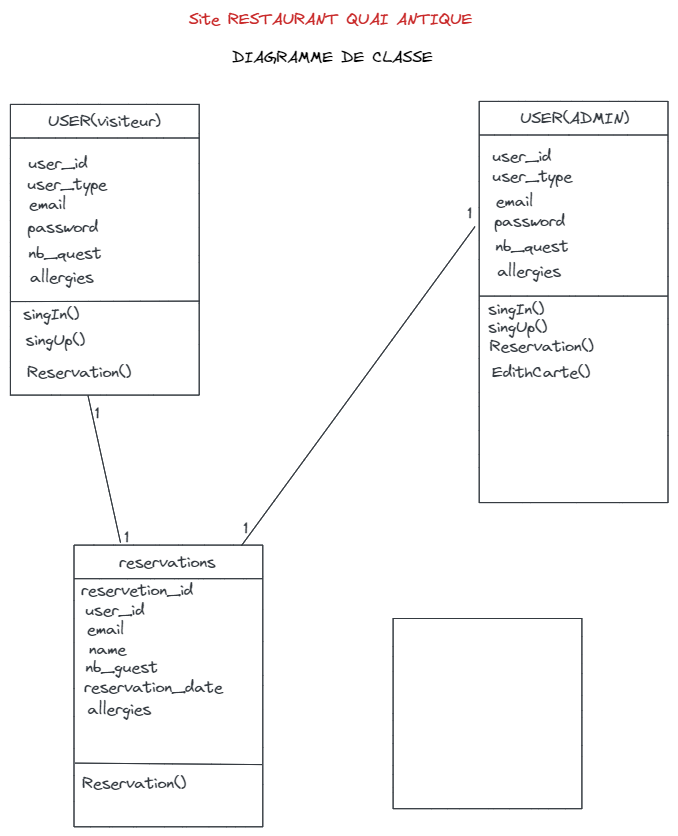 Site RESTAURANT QUAI ANTIQUE
DIAGRAMME DE CLASSE
USER(visiteur)
user_id
user_type
email
password
nb_quest
allergies
singIn()
singUp()
Reservation()
1
1
USER(ADMIN)
user_id
user_type
email
password
nb_quest
allergies
singIn()
singUp()
Reservation()
EdithCarte()
1
1
reservations
reservetion_id
user_id
email
name
nb_guest
reservation_date
allergies
Reservation()